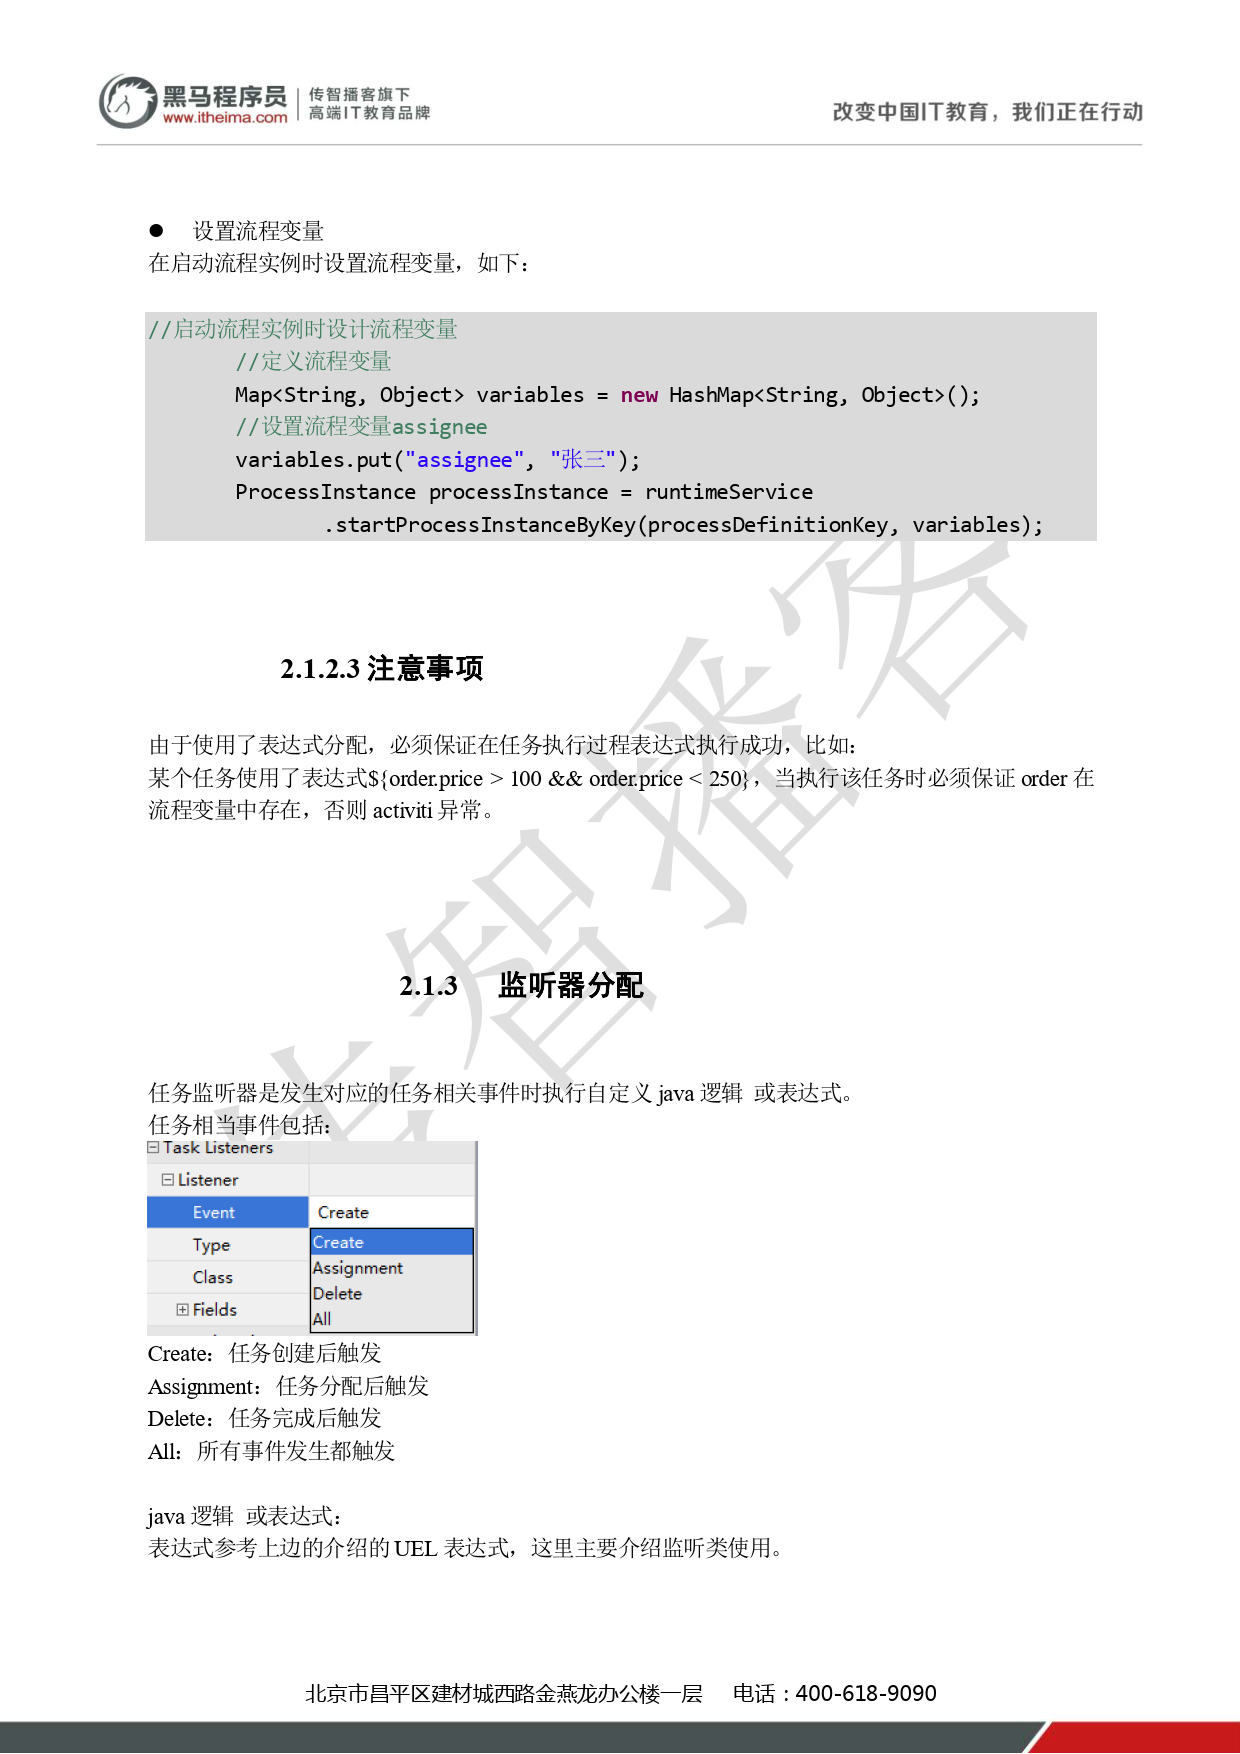 黑马程序员
www.itheima.com
传智播客旗下
高端IT教育品牌
改变中国IT教育，我们正在行动
● 设置流程变量
在启动流程实例时设置流程变量，如下：
//启动流程实例时设计流程变量
//定义流程变量
Map<String, Object> variables = new HashMap<String, Object>();
//设置流程变量assignee
variables.put("assignee", "张三");
ProcessInstance processInstance = runtimeService
.startProcessInstanceByKey(processDefinitionKey, variables);
2.1.2.3 注意事项
由于使用了表达式分配，必须保证在任务执行过程表达式执行成功，比如：
某个任务使用了表达式${order.price > 100 && order.price < 250}，当执行该任务时必须保证 order 在
流程变量中存在，否则 activiti 异常。
2.1.3 监听器分配
任务监听器是发生对应的任务相关事件时执行自定义 java 逻辑 或表达式。
任务相当事件包括：
Task Listeners
Listener
Event Create
Type Create
Assignment
Class
Delete
Fields
All
Create：任务创建后触发
Assignment：任务分配后触发
Delete：任务完成后触发
All：所有事件发生都触发
java 逻辑 或表达式：
表达式参考上边的介绍的 UEL 表达式，这里主要介绍监听类使用。
传智播客
北京市昌平区建材城西路金燕龙办公楼一层 电话：400-618-9090